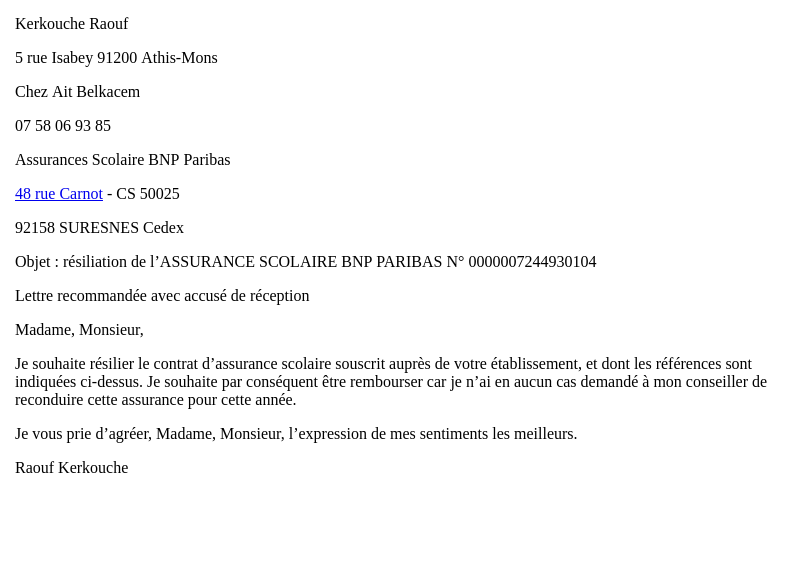 Kerkouche Raouf
5 rue Isabey 91200 Athis-Mons
Chez Ait Belkacem
07 58 06 93 85
Assurances Scolaire BNP Paribas
48 rue Carnot - CS 50025
92158 SURESNES Cedex
Objet : résiliation de l’ASSURANCE SCOLAIRE BNP PARIBAS N° 0000007244930104
Lettre recommandée avec accusé de réception
Madame, Monsieur,
Je souhaite résilier le contrat d’assurance scolaire souscrit auprès de votre établissement, et dont les références sont
indiquées ci-dessus. Je souhaite par conséquent être rembourser car je n’ai en aucun cas demandé à mon conseiller de
reconduire cette assurance pour cette année.
Je vous prie d’agréer, Madame, Monsieur, l’expression de mes sentiments les meilleurs.
Raouf Kerkouche